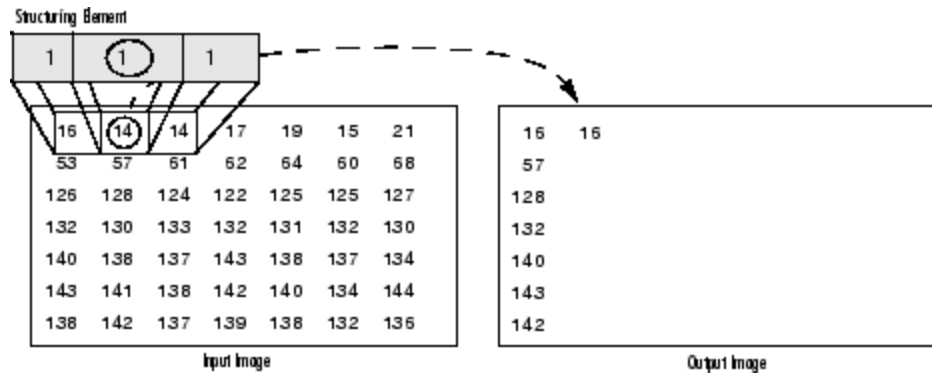 Structuring Element
1 1 1
16 14 14 17 19 15 21
53 57 61 62 64 60 68
126 128 124 122 125 125 127
132 130 133 132 131 132 130
140 138 137 143 138 137 134
143 141 138 142 140 134 144
138 142 137 139 138 132 136
Input Image
16 16
57
128
132
140
143
142
Output Image